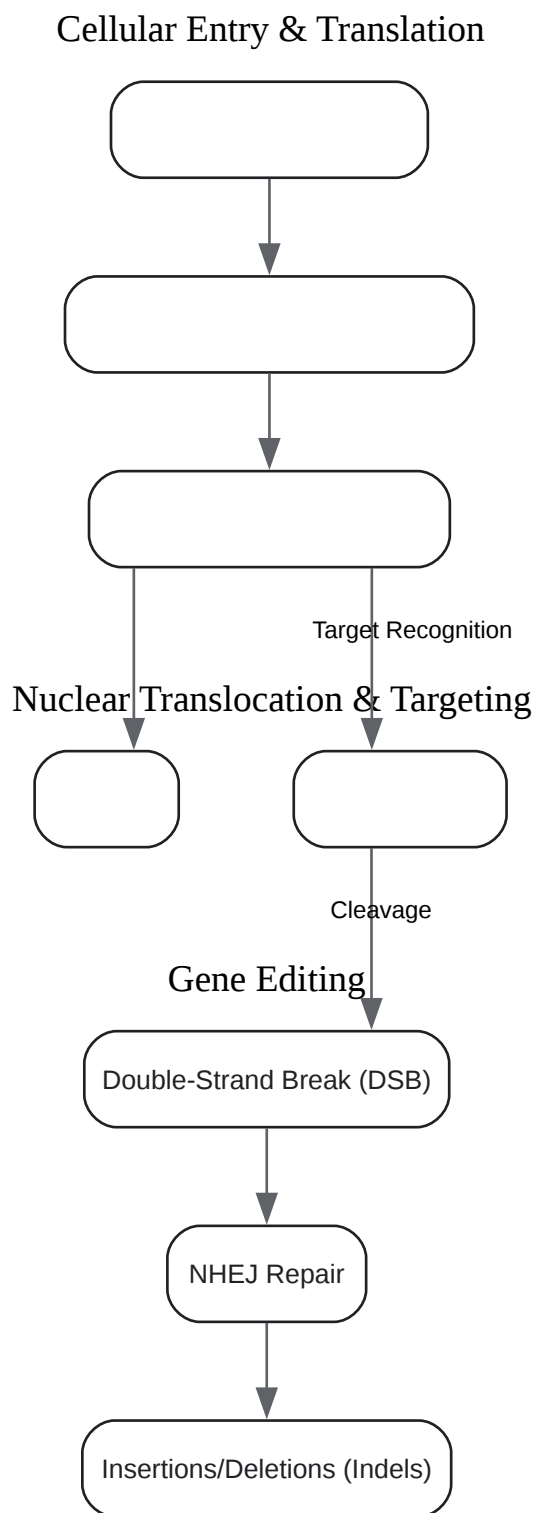 Cellular Entry & Translation
Target Recognition
Nuclear Translocation & Targeting
Cleavage
Gene Editing
Double-Strand Break (DSB)
NHEJ Repair
Insertions/Deletions (Indels)